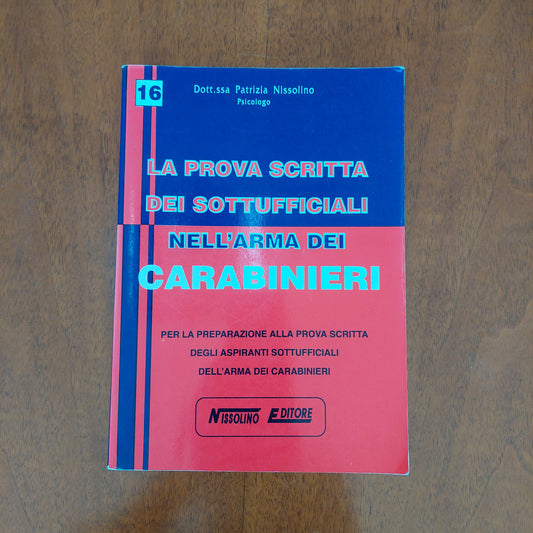 16
Dott.ssa Patrizia Nissolino
Psicologo
LA PROVA SCRITTA
DEI SOTTUFFICIALI
NELL'ARMA DEI
CARABINIERI
PER LA PREPARAZIONE ALLA PROVA SCRITTA
DEGLI ASPIRANTI SOTTUFFICIALI
DELL'ARMA DEI CARABINIERI
NISSOLINO EDITORE